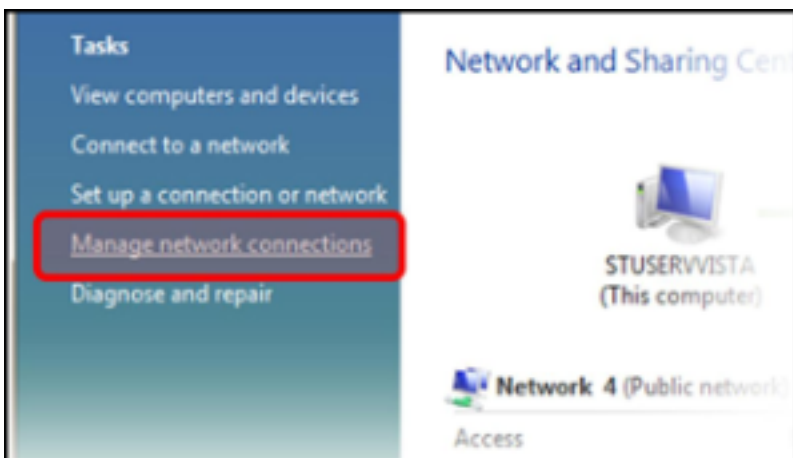 Tasks
View computers and devices
Connect to a network
Set up a connection or network
Manage network connections
Diagnose and repair
Network and Sharing Cen
STUSERVVISTA
(This computer)
Network 4 (Public network)
Access